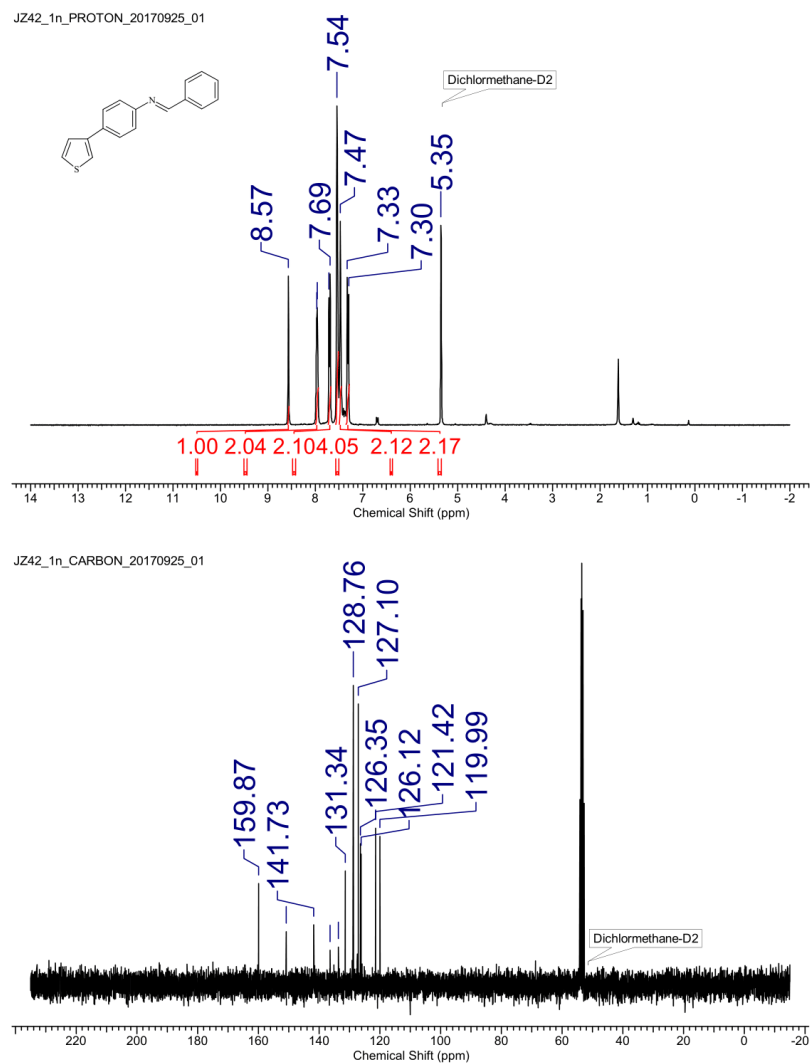 JZ42_1n_PROTON_20170925_01
N
S
Dichlormethane-D2
8.57
7.69
7.54
7.47
7.33
7.30
5.35
1.00 2.04 2.10 4.05 2.12 2.17
14 13 12 11 10 9 8 7 6 5 4 3 2 1 0 -1 -2
Chemical Shift (ppm)
JZ42_1n_CARBON_20170925_01
159.87
141.73
131.34
128.76
127.10
126.35
126.12
121.42
119.99
Dichlormethane-D2
220 200 180 160 140 120 100 80 60 40 20 0 -20
Chemical Shift (ppm)